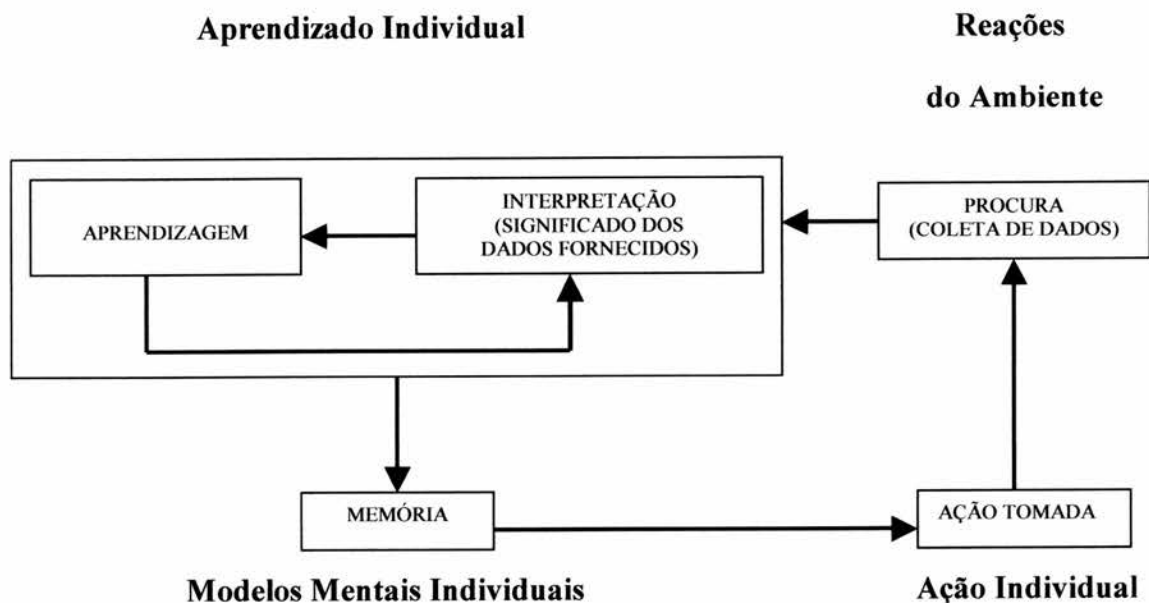 Aprendizado Individual
Reações
do Ambiente
APRENDIZAGEM
INTERPRETAÇÃO
(SIGNIFICADO DOS
DADOS FORNECIDOS)
PROCURA
(COLETA DE DADOS)
MEMÓRIA
AÇÃO TOMADA
Modelos Mentais Individuais
Ação Individual